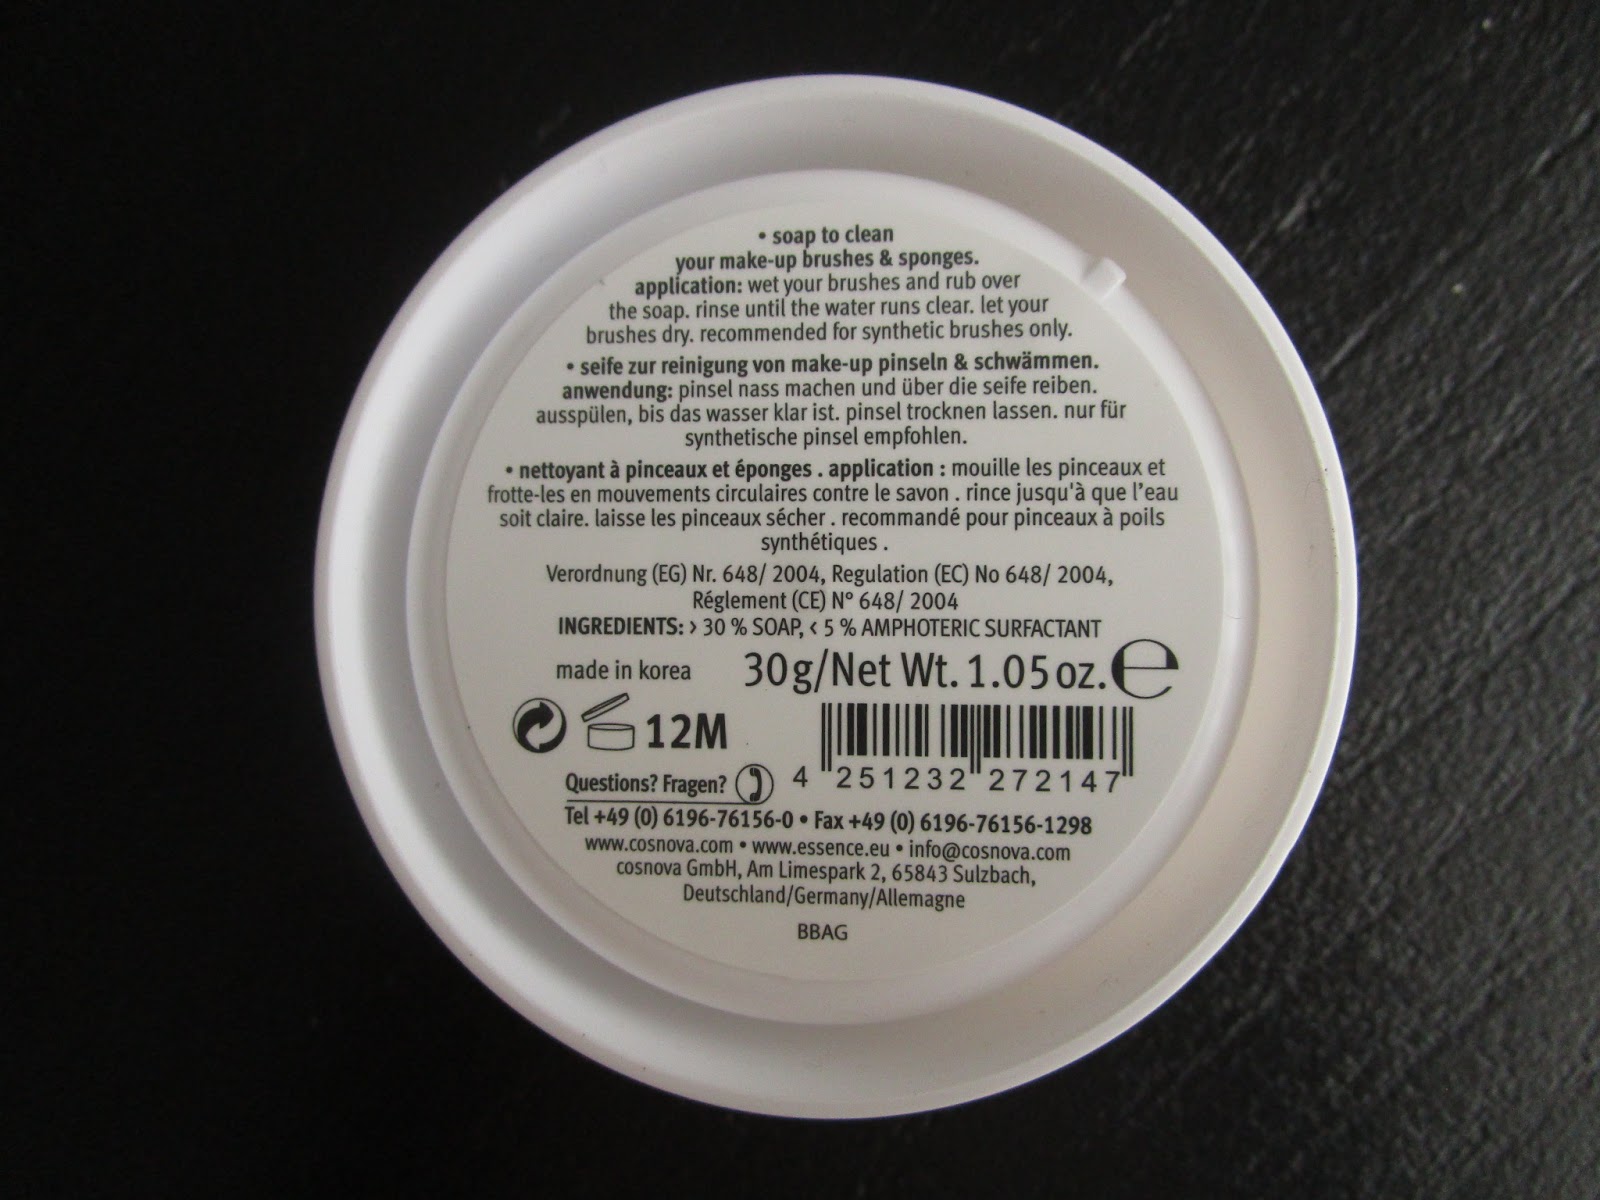 • soap to clean
your make-up brushes & sponges.
application: wet your brushes and rub over
the soap. rinse until the water runs clear. let your
brushes dry. recommended for synthetic brushes only.
• seife zur reinigung von make-up pinseln & schwämmen.
anwendung: pinsel nass machen und über die seife reiben.
ausspülen, bis das wasser klar ist. pinsel trocknen lassen. nur für
synthetische pinsel empfohlen.
• nettoyant à pinceaux et éponges . application : mouille les pinceaux et
frotte-les en mouvements circulaires contre le savon . rince jusqu'à que l’eau
soit claire. laisse les pinceaux sécher . recommandé pour pinceaux à poils
synthétiques .
Verordnung (EG) Nr. 648/ 2004, Regulation (EC) No 648/ 2004,
Réglement (CE) N° 648/ 2004
INGREDIENTS: > 30 % SOAP, < 5 % AMPHOTERIC SURFACTANT
made in korea 30g/Net Wt. 1.05 oz. ℮
12M
4 251232 272147
Questions? Fragen?
Tel +49 (0) 6196-76156-0 • Fax +49 (0) 6196-76156-1298
www.cosnova.com • www.essence.eu • info@cosnova.com
cosnova GmbH, Am Limespark 2, 65843 Sulzbach,
Deutschland/Germany/Allemagne
BBAG